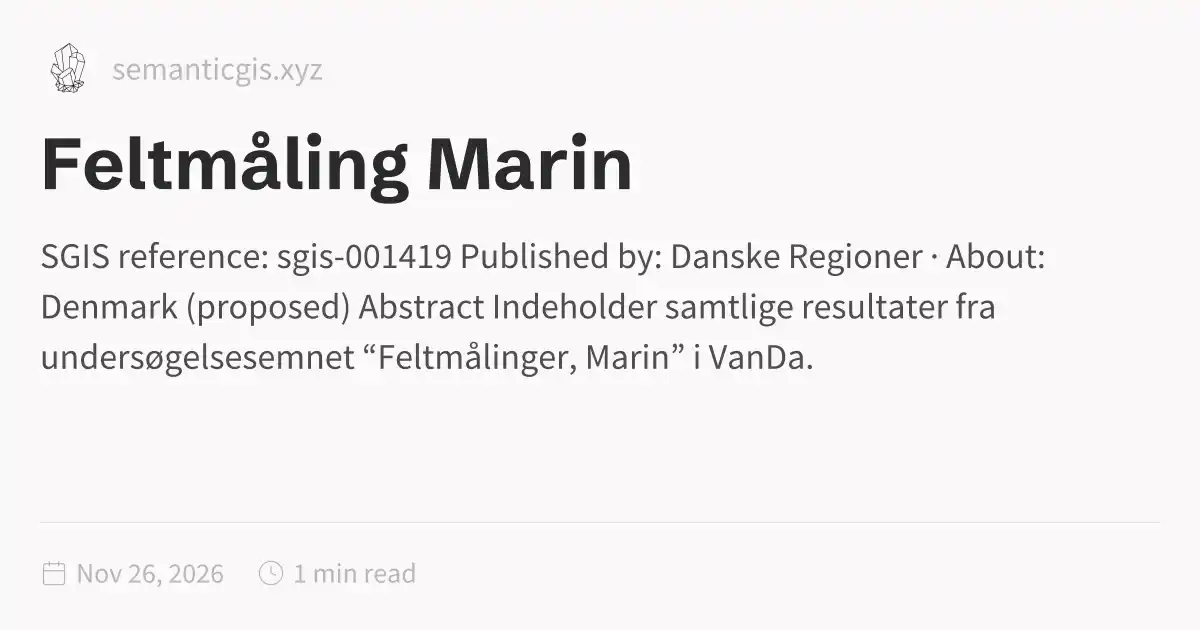 semanticgis.xyz
Feltmåling Marin
SGIS reference: sgis-001419 Published by: Danske Regioner · About:
Denmark (proposed) Abstract Indeholder samtlige resultater fra
undersøgelsesemnet “Feltmålinger, Marin” i VanDa.
Nov 26, 2026 1 min read